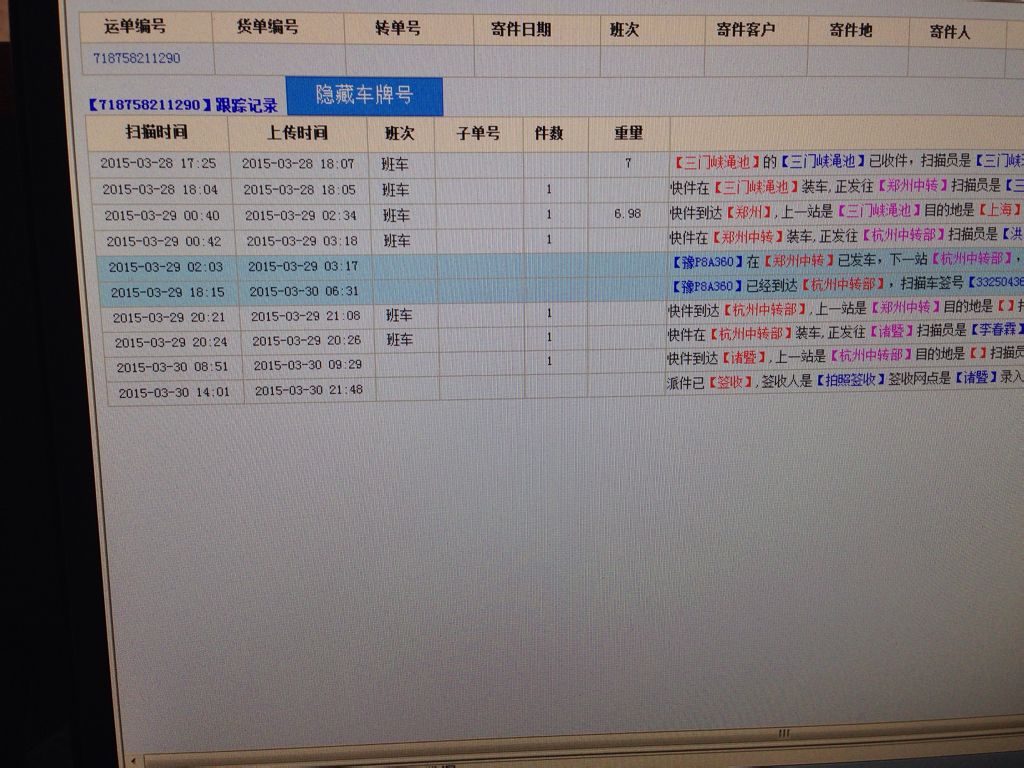 运单编号 货单编号 转单号 寄件日期 班次 寄件客户 寄件地 寄件人
718758211290
【718758211290】跟踪记录 隐藏车牌号
扫描时间 上传时间 班次 子单号 件数 重量
2015-03-28 17:25 2015-03-28 18:07 班车 7 【三门峡渑池】的【三门峡渑池】已收件，扫描员是【三门峡
2015-03-28 18:04 2015-03-28 18:05 班车 1 快件在【三门峡渑池】装车,正发往【郑州中转】扫描员是【三
2015-03-29 00:40 2015-03-29 02:34 班车 1 6.98 快件到达【郑州】,上一站是【三门峡渑池】目的地是【上海】
2015-03-29 00:42 2015-03-29 03:18 班车 1 快件在【郑州中转】装车,正发往【杭州中转部】扫描员是【洪
2015-03-29 02:03 2015-03-29 03:17 【豫P8A360】在【郑州中转】已发车，下一站【杭州中转部】,
2015-03-29 18:15 2015-03-30 06:31 【豫P8A360】已经到达【杭州中转部】，扫描车签号【33250436
2015-03-29 20:21 2015-03-29 21:08 班车 1 快件到达【杭州中转部】,上一站是【郑州中转】目的地是【】
2015-03-29 20:24 2015-03-29 20:26 班车 1 快件在【杭州中转部】装车,正发往【诸暨】扫描员是【李春霖】
2015-03-30 08:51 2015-03-30 09:29 1 快件到达【诸暨】,上一站是【杭州中转部】目的地是【】扫描员
2015-03-30 14:01 2015-03-30 21:48 派件已【签收】,签收人是【拍照签收】签收网点是【诸暨】录入